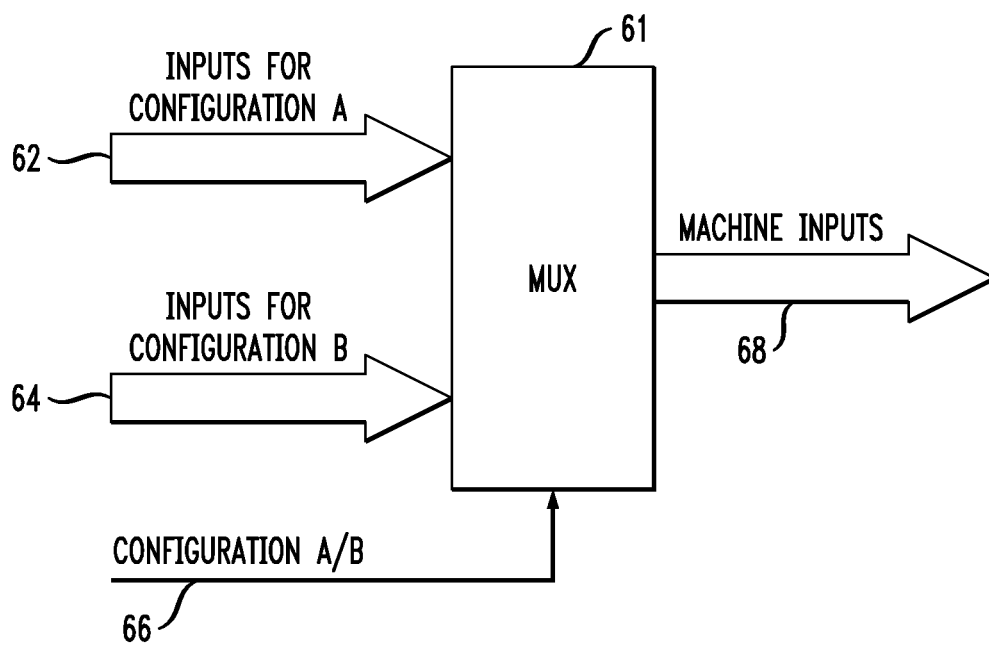 61
INPUTS FOR
CONFIGURATION A
62
MACHINE INPUTS
MUX
68
INPUTS FOR
CONFIGURATION B
64
CONFIGURATION A/B
66